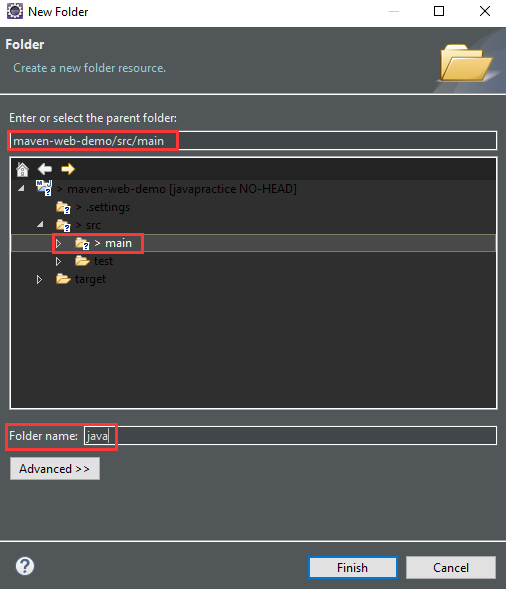 New Folder
Folder
Create a new folder resource.
Enter or select the parent folder:
maven-web-demo/src/main
> maven-web-demo [javapractice NO-HEAD]
> .settings
> src
> main
test
target
Folder name: java
Advanced >>
Finish Cancel